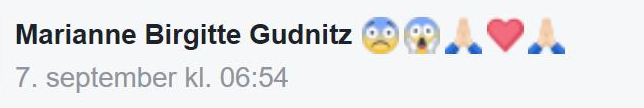 Marianne Birgitte Gudnitz 😨😱🙏🏻❤️🙏🏻
7. september kl. 06:54